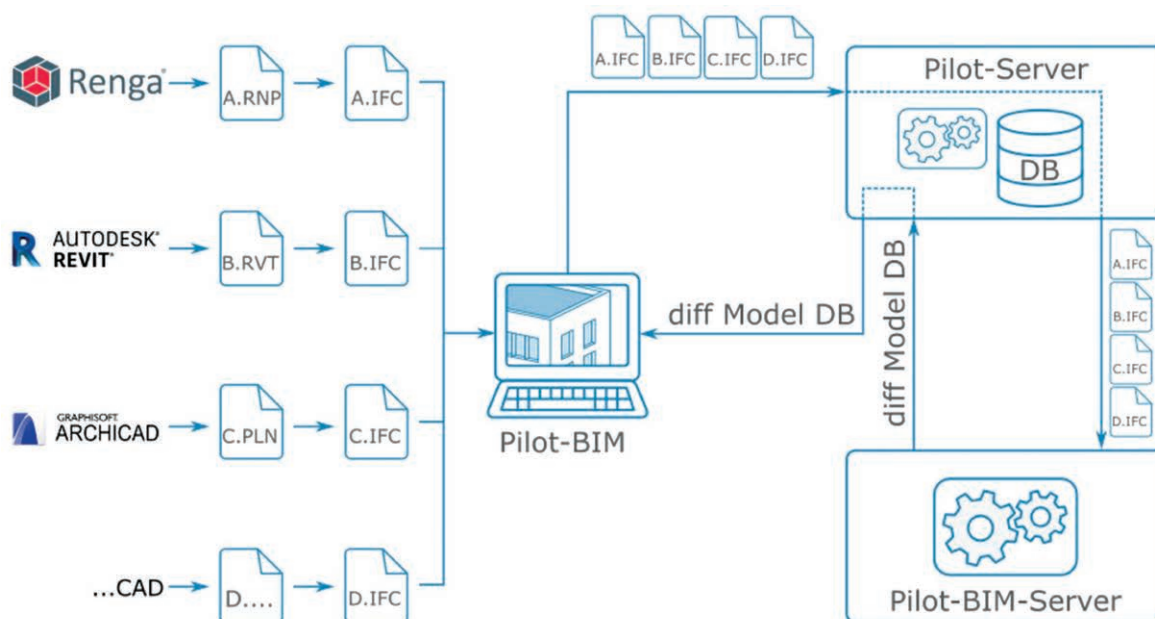 Renga®
A.RNP
A.IFC
AUTODESK®
REVIT®
B.RVT
B.IFC
GRAPHISOFT.
ARCHICAD
C.PLN
C.IFC
...CAD
D....
D.IFC
Pilot-BIM
A.IFC
B.IFC
C.IFC
D.IFC
diff Model DB
Pilot-Server
DB
diff Model DB
A.IFC
B.IFC
C.IFC
D.IFC
Pilot-BIM-Server